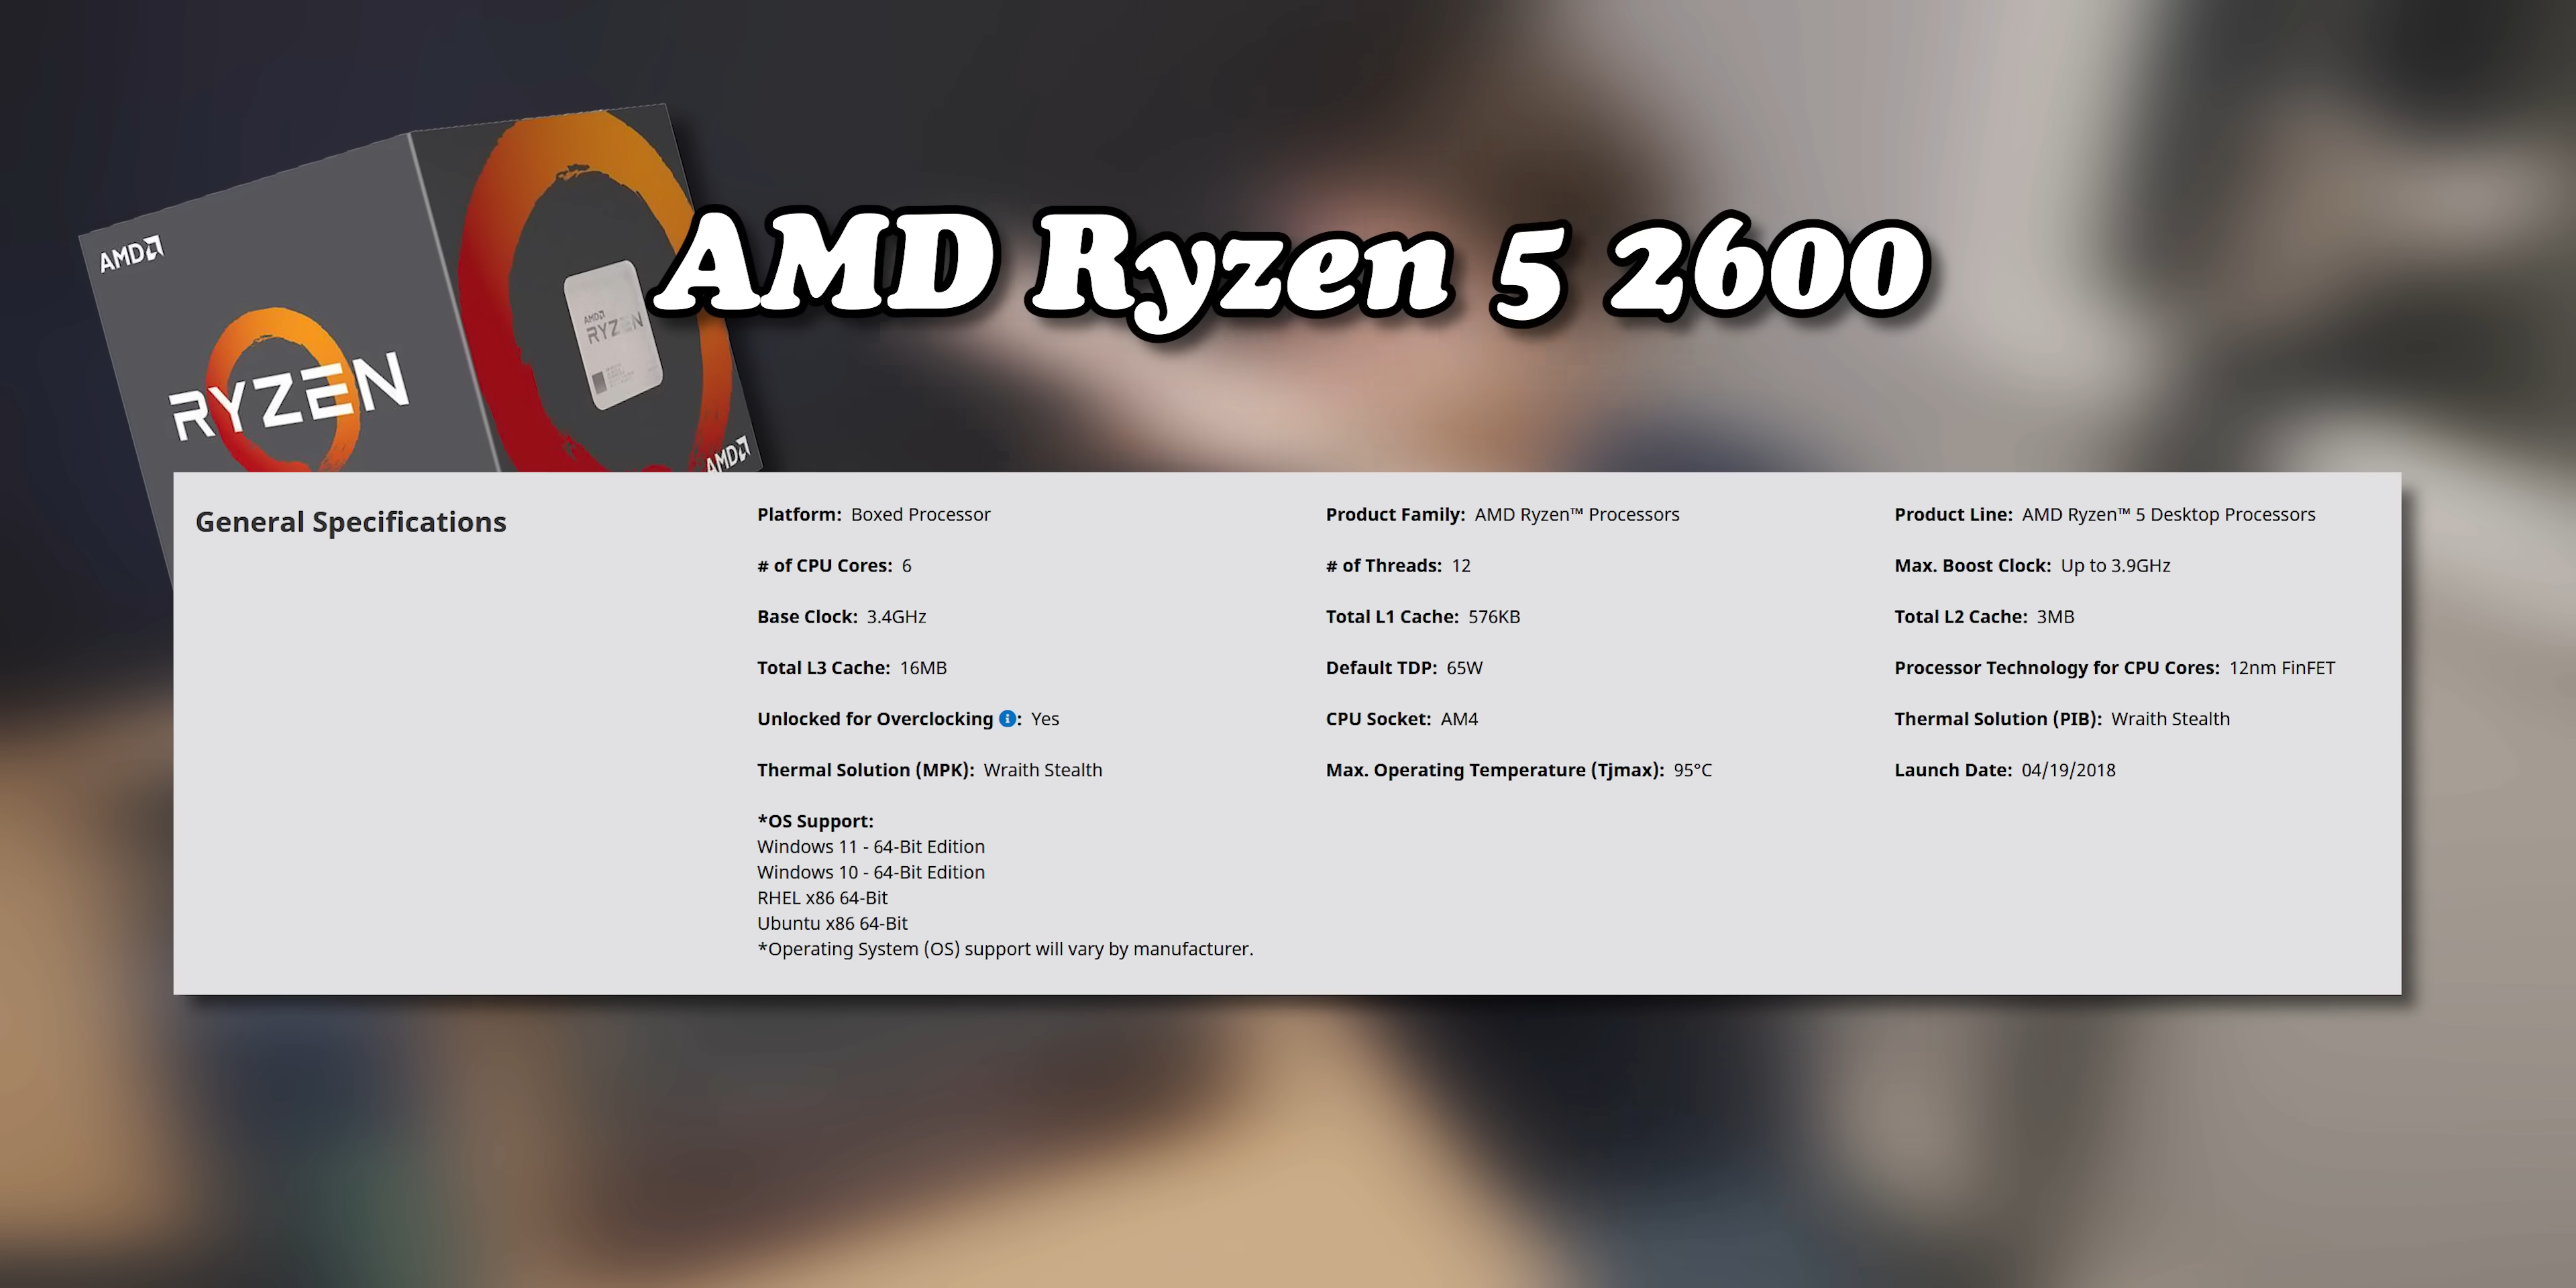 AMD Ryzen 5 2600
AMD
RYZEN
AMD
RYZEN
AMD
General Specifications
Platform: Boxed Processor
Product Family: AMD Ryzen™ Processors
Product Line: AMD Ryzen™ 5 Desktop Processors
# of CPU Cores: 6
# of Threads: 12
Max. Boost Clock: Up to 3.9GHz
Base Clock: 3.4GHz
Total L1 Cache: 576KB
Total L2 Cache: 3MB
Total L3 Cache: 16MB
Default TDP: 65W
Processor Technology for CPU Cores: 12nm FinFET
Unlocked for Overclocking i: Yes
CPU Socket: AM4
Thermal Solution (PIB): Wraith Stealth
Thermal Solution (MPK): Wraith Stealth
Max. Operating Temperature (Tjmax): 95°C
Launch Date: 04/19/2018
*OS Support:
Windows 11 - 64-Bit Edition
Windows 10 - 64-Bit Edition
RHEL x86 64-Bit
Ubuntu x86 64-Bit
*Operating System (OS) support will vary by manufacturer.